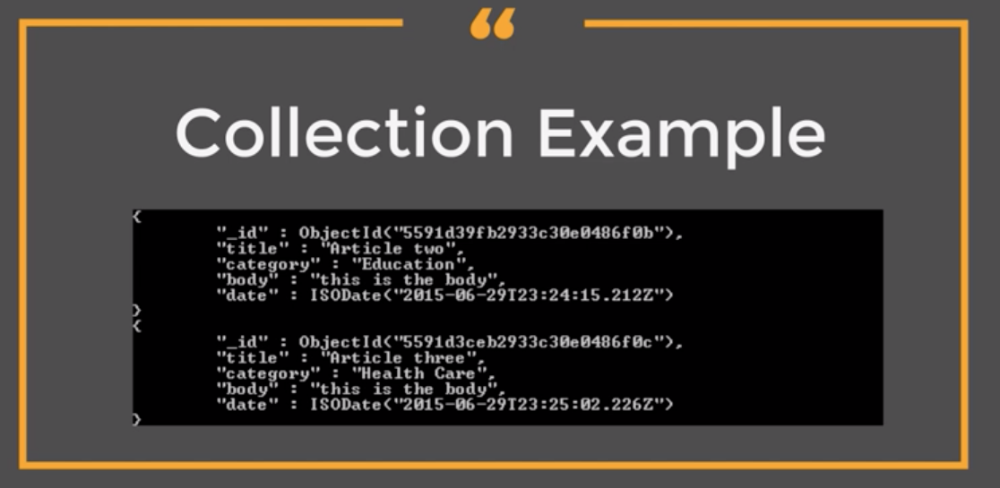 “
Collection Example
{
"_id" : ObjectId("5591d39fb2933c30e0486f0b"),
"title" : "Article two",
"category" : "Education",
"body" : "this is the body",
"date" : ISODate("2015-06-29T23:24:15.212Z")
}
{
"_id" : ObjectId("5591d3ceb2933c30e0486f0c"),
"title" : "Article three",
"category" : "Health Care",
"body" : "this is the body",
"date" : ISODate("2015-06-29T23:25:02.226Z")
}